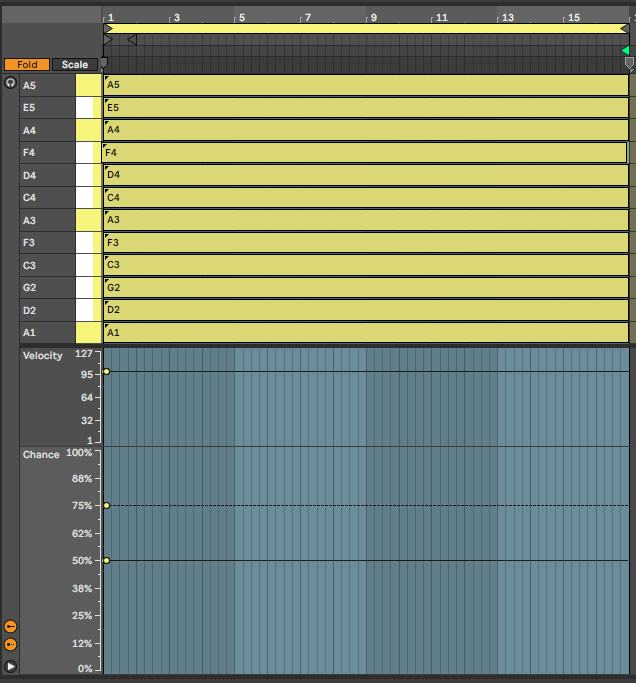 1 3 5 7 9 11 13 15
Fold Scale
A5 A5
E5 E5
A4 A4
F4 F4
D4 D4
C4 C4
A3 A3
F3 F3
C3 C3
G2 G2
D2 D2
A1 A1
Velocity 127
95
64
32
1
Chance 100%
88%
75%
62%
50%
38%
25%
12%
0%